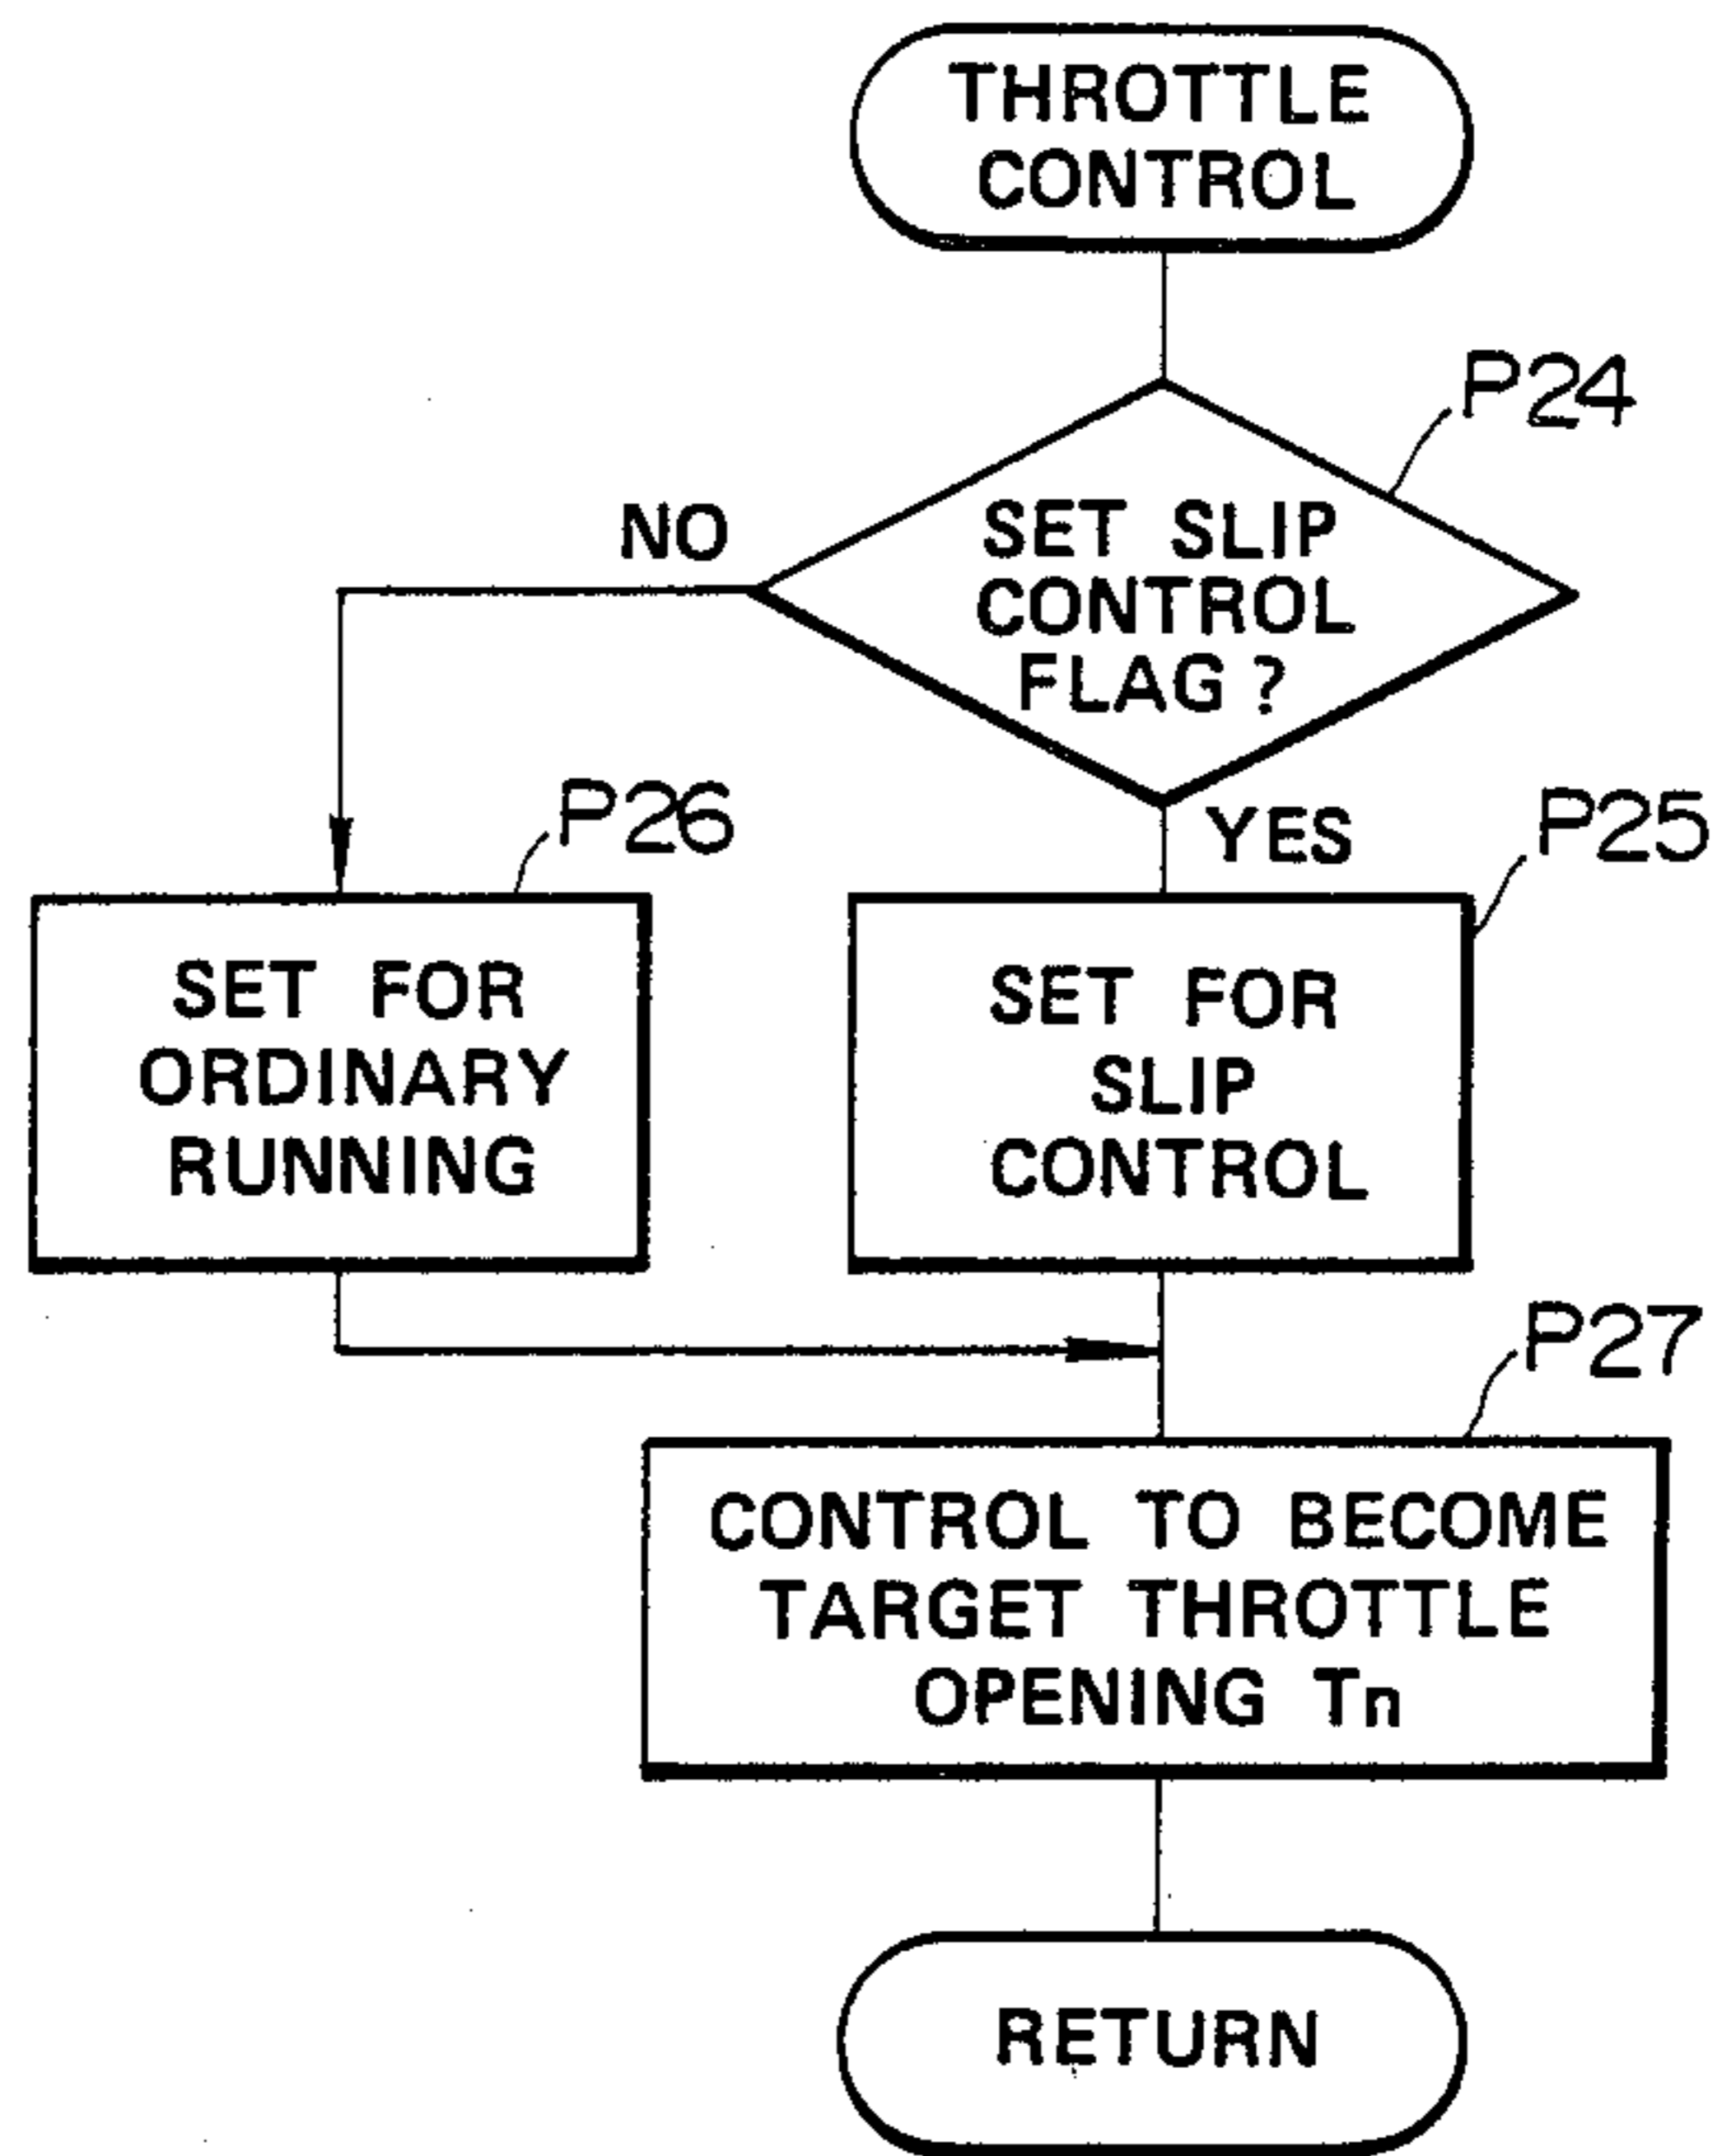 THROTTLE
CONTROL
P24
SET SLIP
CONTROL
FLAG?
NO
YES
P26
P25
SET FOR
ORDINARY
RUNNING
SET FOR
SLIP
CONTROL
P27
CONTROL TO BECOME
TARGET THROTTLE
OPENING Tn
RETURN